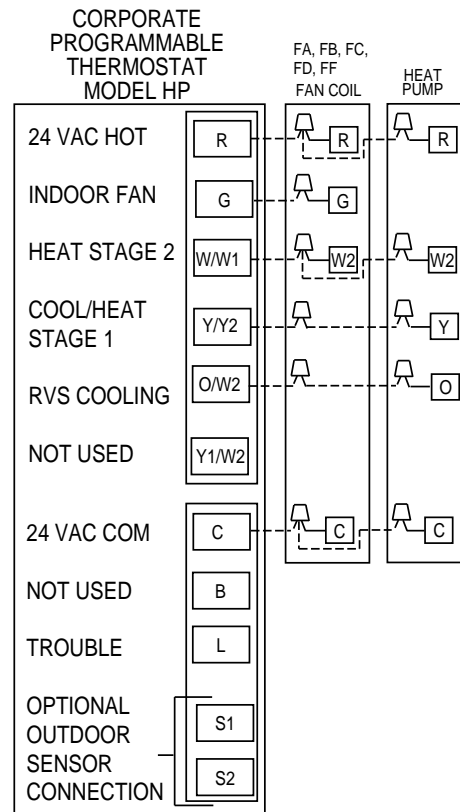 CORPORATE
PROGRAMMABLE
THERMOSTAT
MODEL HP
FA, FB, FC,
FD, FF
FAN COIL
HEAT
PUMP
24 VAC HOT R R R
INDOOR FAN G G
HEAT STAGE 2 W/W1 W2 W2
COOL/HEAT
STAGE 1 Y/Y2 Y
RVS COOLING O/W2 O
NOT USED Y1/W2
24 VAC COM C C C
NOT USED B
TROUBLE L
OPTIONAL
OUTDOOR
SENSOR
CONNECTION
S1
S2